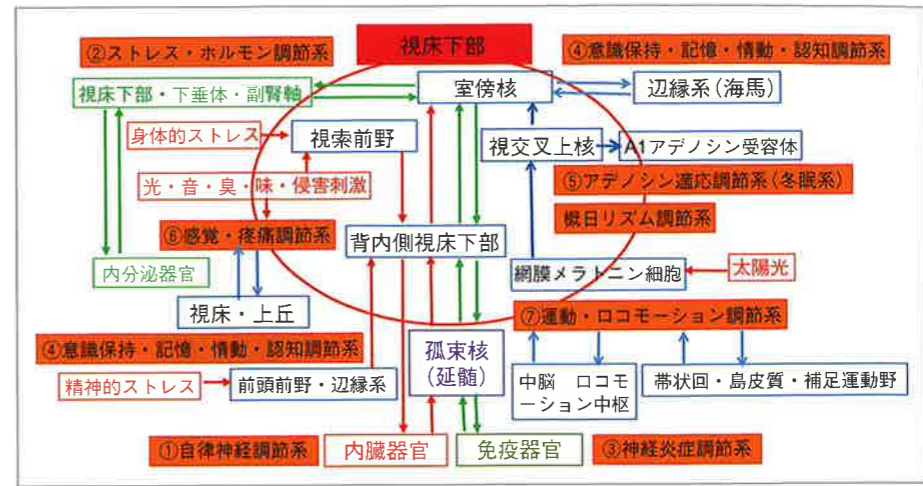 視床下部
②ストレス・ホルモン調節系
④意識保持・記憶・情動・認知調節系
視床下部・下垂体・副腎軸
室傍核
辺縁系(海馬)
身体的ストレス
視索前野
視交叉上核
A1アデノシン受容体
光・音・臭・味・侵害刺激
⑤アデノシン適応調節系(冬眠系)
概日リズム調節系
⑥感覚・疼痛調節系
背内側視床下部
内分泌器官
網膜メラトニン細胞
太陽光
視床・上丘
⑦運動・ロコモーション調節系
④意識保持・記憶・情動・認知調節系
孤束核
(延髄)
精神的ストレス
前頭前野・辺縁系
中脳 ロコモ
ーション中枢
帯状回・島皮質・補足運動野
①自律神経調節系
内臓器官
免疫器官
③神経炎症調節系